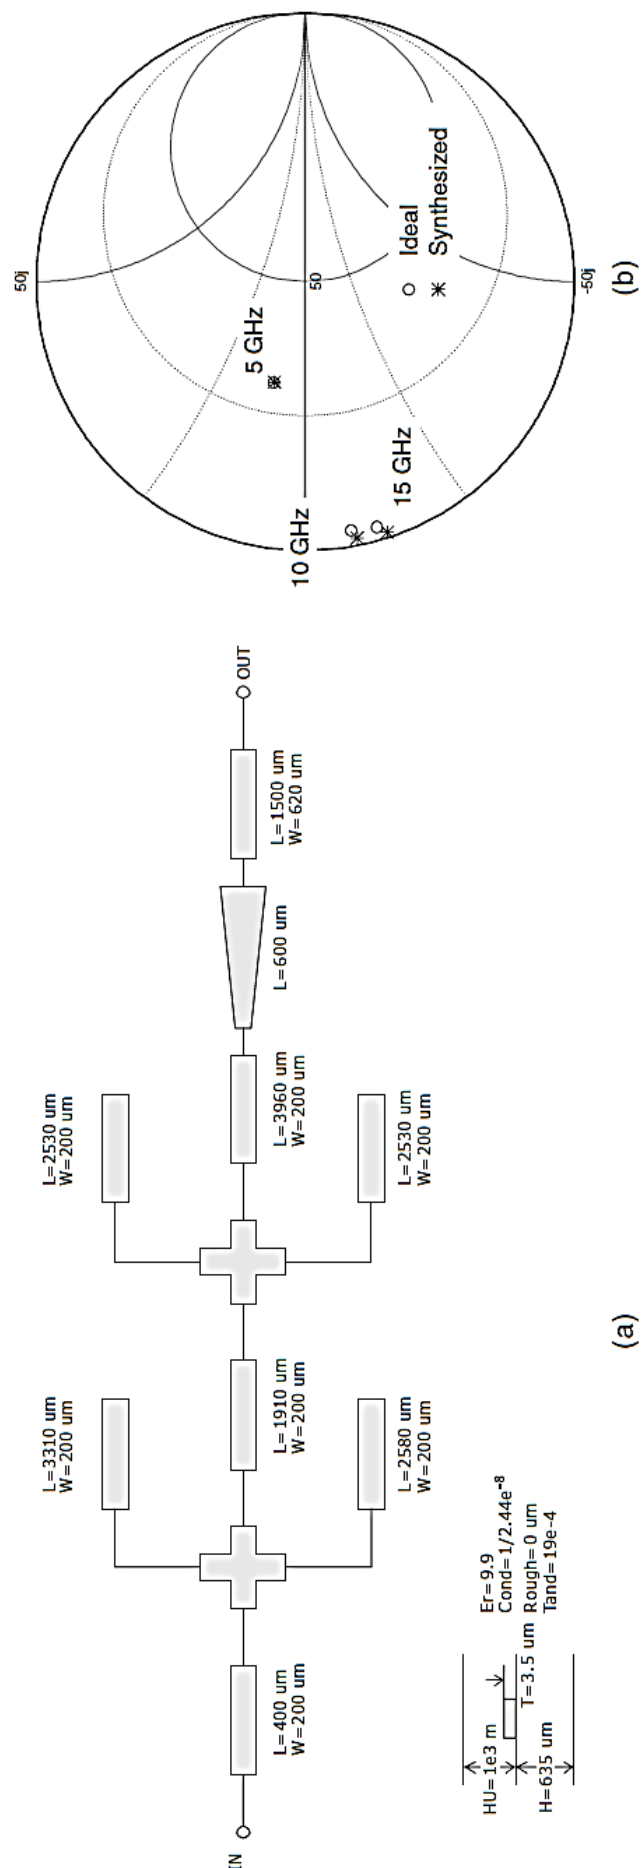 IN
L=400 um
W=200 um
L=3310 um
W=200 um
L=2580 um
W=200 um
L=1910 um
W=200 um
L=2530 um
W=200 um
L=2530 um
W=200 um
L=3960 um
W=200 um
L=600 um
L=1500 um
W=620 um
OUT
HU=1e3 m
H=635 um
T=3.5 um
Er=9.9
Cond=1/2.44e⁻⁸
Rough=0 um
Tand=19e-4
(a)
50j
5 GHz
10 GHz
50
15 GHz
Ideal
Synthesized
-50j
(b)